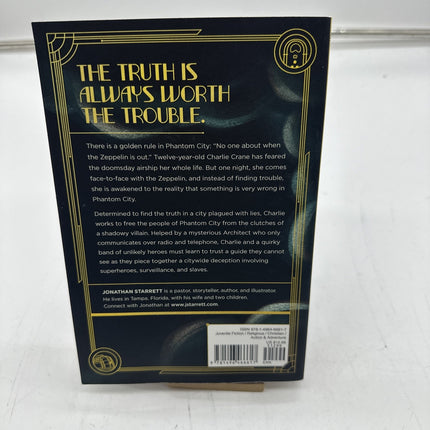 THE TRUTH IS
ALWAYS WORTH
THE TROUBLE.
There is a golden rule in Phantom City: "No one about when
the Zeppelin is out." Twelve-year-old Charlie Crane has feared
the doomsday airship her whole life. But one night, she comes
face-to-face with the Zeppelin, and instead of finding trouble,
she is awakened to the reality that something is very wrong in
Phantom City.
Determined to find the truth in a city plagued with lies, Charlie
works to free the people of Phantom City from the clutches of
a shadowy villain. Helped by a mysterious Architect who only
communicates over radio and telephone, Charlie and a quirky
band of unlikely heroes must learn to trust a guide they cannot
see as they piece together a citywide deception involving
superheroes, surveillance, and slaves.
JONATHAN STARRETT is a pastor, storyteller, author, and illustrator.
He lives in Tampa, Florida, with his wife and two children.
Connect with Jonathan at www.jstarrett.com.
Juvenile Fiction / Religious / Christian /
Action & Adventure